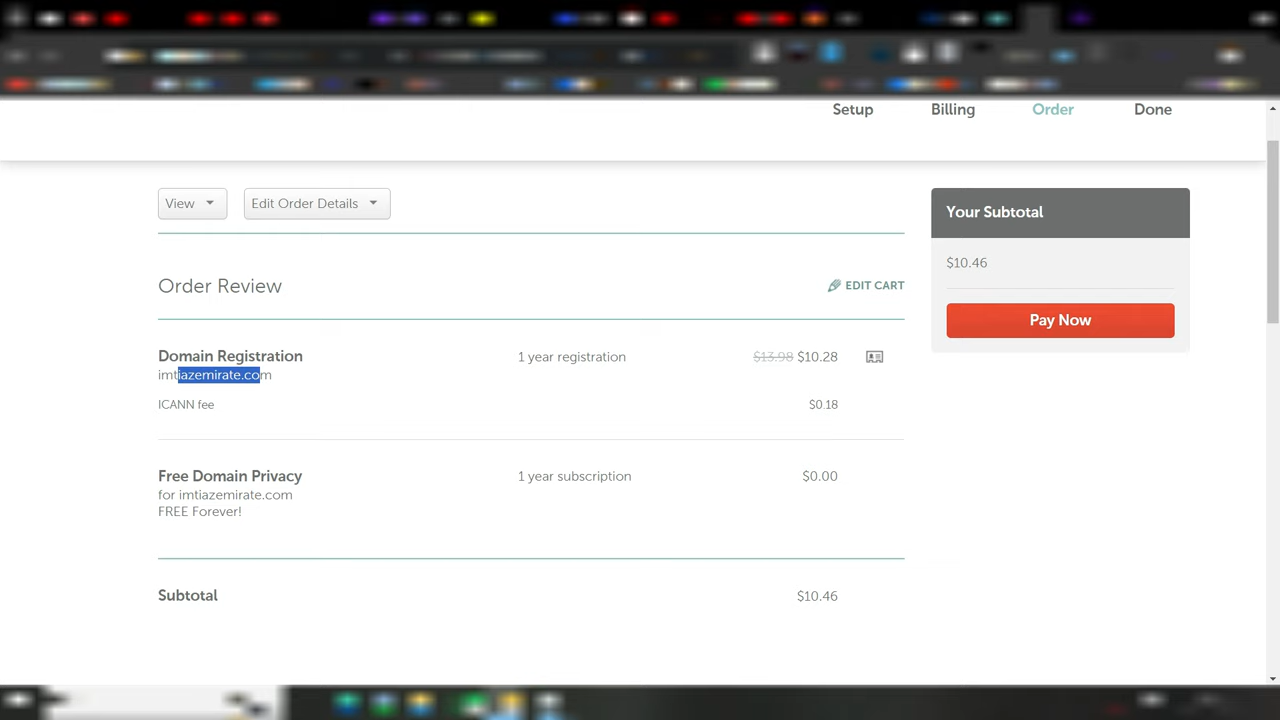 Setup Billing Order Done
View Edit Order Details
Your Subtotal
$10.46
Pay Now
Order Review EDIT CART
Domain Registration 1 year registration $13.98 $10.28
imtiazemirate.com
ICANN fee $0.18
Free Domain Privacy 1 year subscription $0.00
for imtiazemirate.com
FREE Forever!
Subtotal $10.46